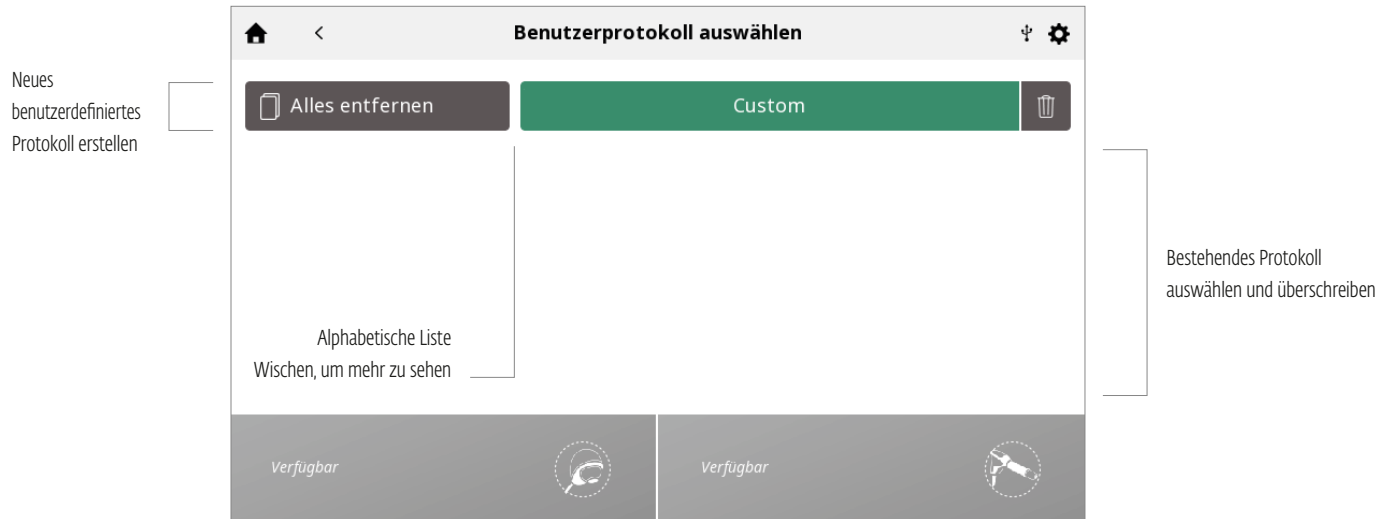 Benutzerprotokoll auswählen
Neues
benutzerdefiniertes
Protokoll erstellen
Alles entfernen
Custom
Bestehendes Protokoll
auswählen und überschreiben
Alphabetische Liste
Wischen, um mehr zu sehen
Verfügbar
Verfügbar